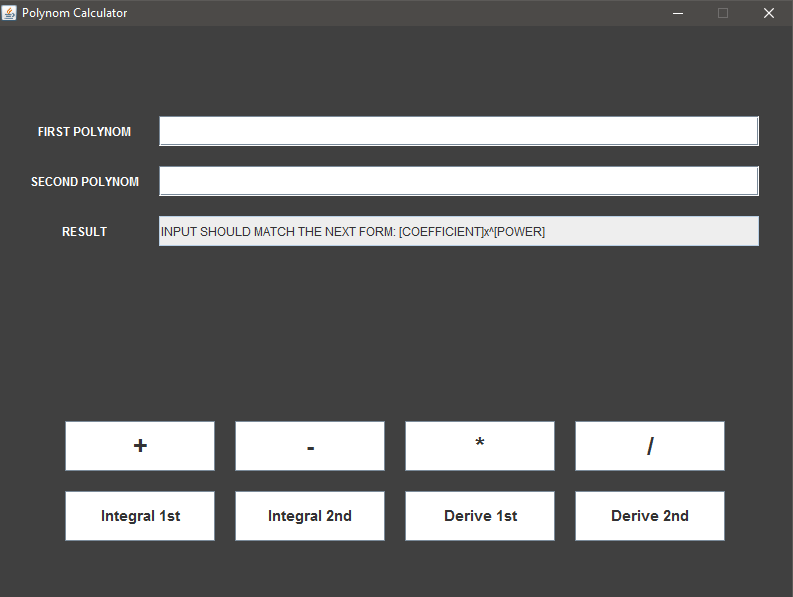 Polynom Calculator
FIRST POLYNOM
SECOND POLYNOM
RESULT INPUT SHOULD MATCH THE NEXT FORM: [COEFFICIENT]x^[POWER]
+ - * /
Integral 1st Integral 2nd Derive 1st Derive 2nd